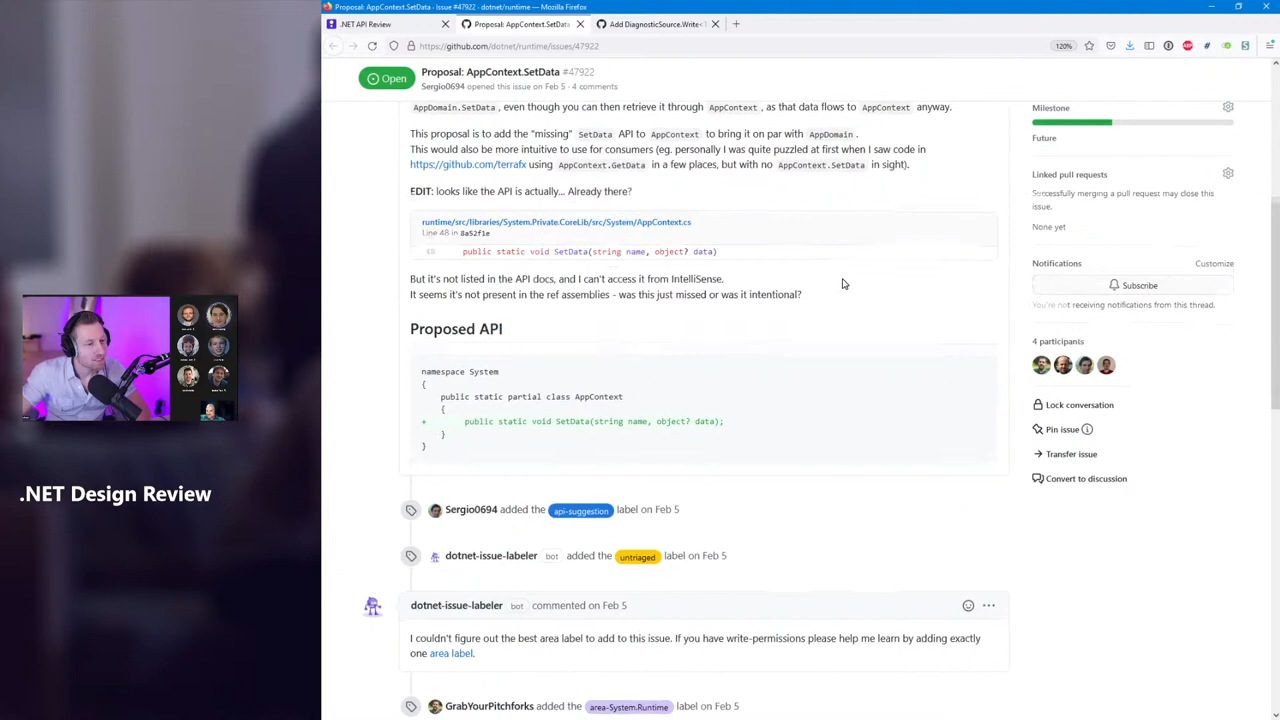 Proposal: AppContext.SetData · Issue #47922 · dotnet/runtime — Mozilla Firefox
.NET API Review
Proposal: AppContext.SetData · Iss
Add DiagnosticSource.Write<
https://github.com/dotnet/runtime/issues/47922
120%
Open
Proposal: AppContext.SetData #47922
Sergio0694 opened this issue on Feb 5 · 4 comments
AppDomain.SetData, even though you can then retrieve it through AppContext, as that data flows to AppContext anyway.
This proposal is to add the "missing" SetData API to AppContext to bring it on par with AppDomain.
This would also be more intuitive to use for consumers (eg. personally I was quite puzzled at first when I saw code in
https://github.com/terrafx using AppContext.GetData in a few places, but with no AppContext.SetData in sight).
EDIT: looks like the API is actually... Already there?
runtime/src/libraries/System.Private.CoreLib/src/System/AppContext.cs
Line 48 in 8a52f1e
48 public static void SetData(string name, object? data)
But it's not listed in the API docs, and I can't access it from IntelliSense.
It seems it's not present in the ref assemblies - was this just missed or was it intentional?
Proposed API
namespace System
{
public static partial class AppContext
{
+ public static void SetData(string name, object? data);
}
}
Sergio0694 added the api-suggestion label on Feb 5
dotnet-issue-labeler bot added the untriaged label on Feb 5
dotnet-issue-labeler bot commented on Feb 5
I couldn't figure out the best area label to add to this issue. If you have write-permissions please help me learn by adding exactly
one area label.
GrabYourPitchforks added the area-System.Runtime label on Feb 5
Milestone
Future
Linked pull requests
Successfully merging a pull request may close this
issue.
None yet
Notifications
Customize
Subscribe
You're not receiving notifications from this thread.
4 participants
Lock conversation
Pin issue
Transfer issue
Convert to discussion
.NET Design Review